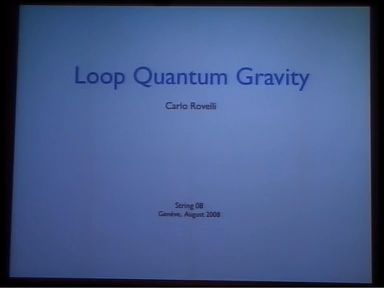 Loop Quantum Gravity
Carlo Rovelli
String 08
Genève, August 2008